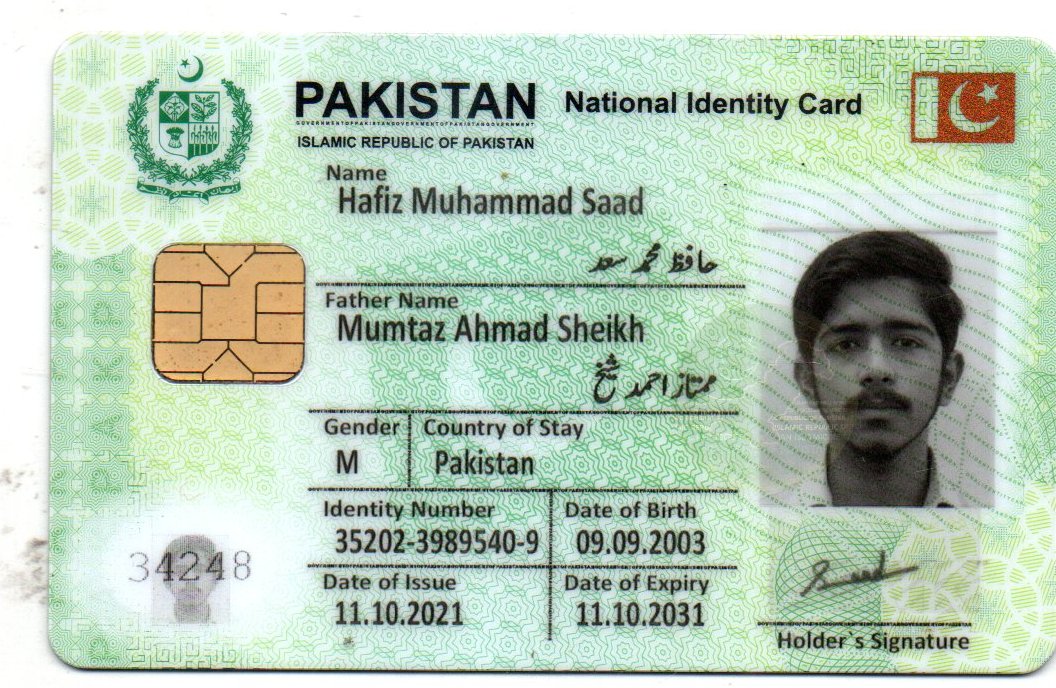 PAKISTAN
National Identity Card
ISLAMIC REPUBLIC OF PAKISTAN
Name
Hafiz Muhammad Saad
حافظ محمد سعد
Father Name
Mumtaz Ahmad Sheikh
ممتاز احمد شیخ
Gender
Country of Stay
M
Pakistan
Identity Number
Date of Birth
35202-3989540-9
09.09.2003
Date of Issue
Date of Expiry
11.10.2021
11.10.2031
34248
Holder`s Signature